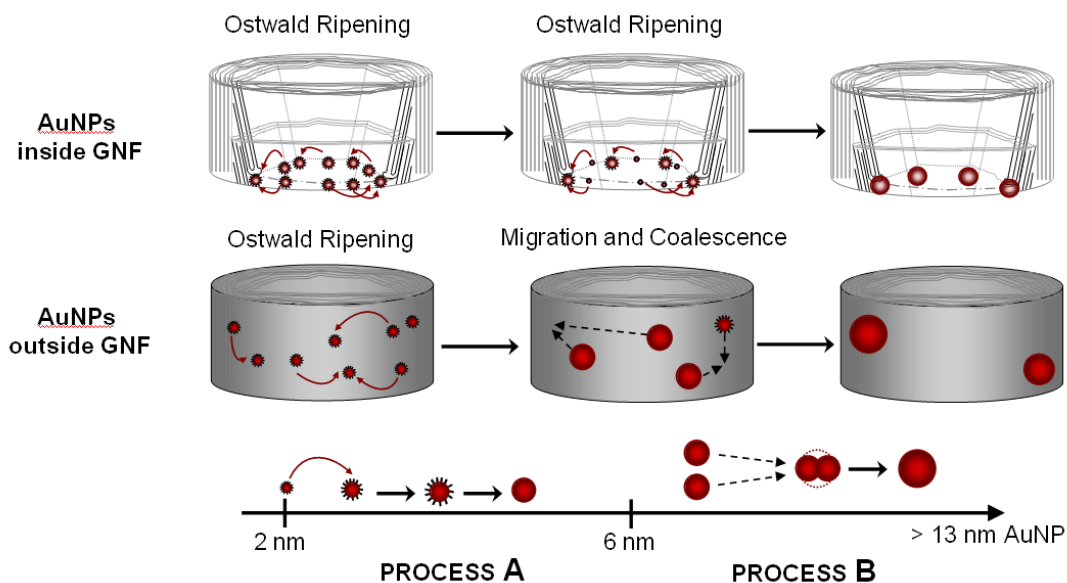 Ostwald Ripening
Ostwald Ripening
AuNPs
inside GNF
Ostwald Ripening
Migration and Coalescence
AuNPs
outside GNF
2 nm
6 nm
> 13 nm AuNP
PROCESS A
PROCESS B